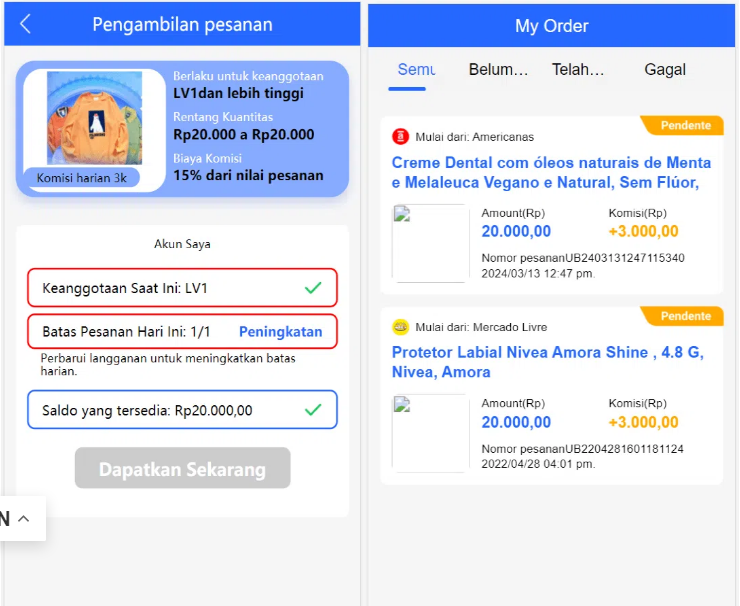 Pengambilan pesanan
Berlaku untuk keanggotaan
LV1dan lebih tinggi
Rentang Kuantitas
Rp20.000 a Rp20.000
Biaya Komisi
15% dari nilai pesanan
Komisi harian 3k
Akun Saya
Keanggotaan Saat Ini: LV1
Batas Pesanan Hari Ini: 1/1 Peningkatan
Perbarui langganan untuk meningkatkan batas
harian.
Saldo yang tersedia: Rp20.000,00
Dapatkan Sekarang
N
My Order
Semu Belum... Telah... Gagal
Pendente
Mulai dari: Americanas
Creme Dental com óleos naturais de Menta
e Melaleuca Vegano e Natural, Sem Flúor,
Amount(Rp) Komisi(Rp)
20.000,00 +3.000,00
Nomor pesananUB2403131247115340
2024/03/13 12:47 pm.
Pendente
Mulai dari: Mercado Livre
Protetor Labial Nivea Amora Shine , 4.8 G,
Nivea, Amora
Amount(Rp) Komisi(Rp)
20.000,00 +3.000,00
Nomor pesananUB2204281601181124
2022/04/28 04:01 pm.